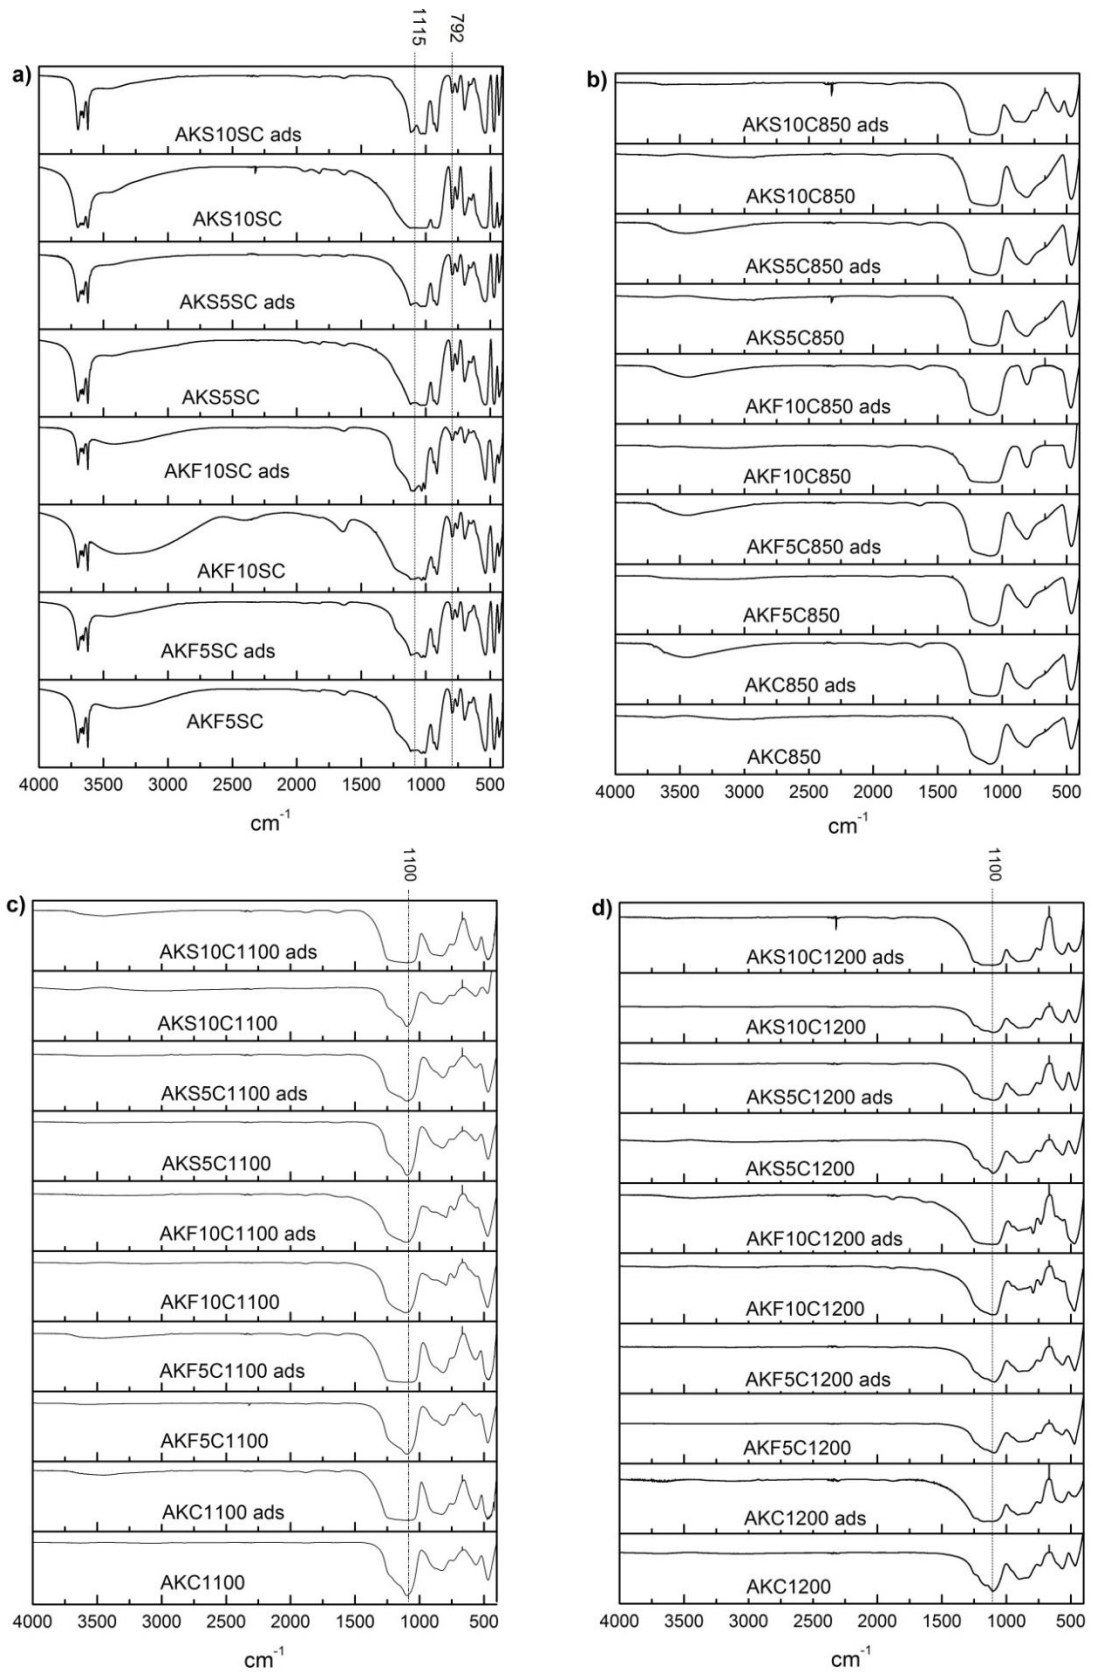 1115
792
a)
AKS10SC ads
AKS10SC
AKS5SC ads
AKS5SC
AKF10SC ads
AKF10SC
AKF5SC ads
AKF5SC
4000 3500 3000 2500 2000 1500 1000 500
cm-1
b)
AKS10C850 ads
AKS10C850
AKS5C850 ads
AKS5C850
AKF10C850 ads
AKF10C850
AKF5C850 ads
AKF5C850
AKC850 ads
AKC850
4000 3500 3000 2500 2000 1500 1000 500
cm-1
1100
c)
AKS10C1100 ads
AKS10C1100
AKS5C1100 ads
AKS5C1100
AKF10C1100 ads
AKF10C1100
AKF5C1100 ads
AKF5C1100
AKC1100 ads
AKC1100
4000 3500 3000 2500 2000 1500 1000 500
cm-1
1100
d)
AKS10C1200 ads
AKS10C1200
AKS5C1200 ads
AKS5C1200
AKF10C1200 ads
AKF10C1200
AKF5C1200 ads
AKF5C1200
AKC1200 ads
AKC1200
4000 3500 3000 2500 2000 1500 1000 500
cm-1